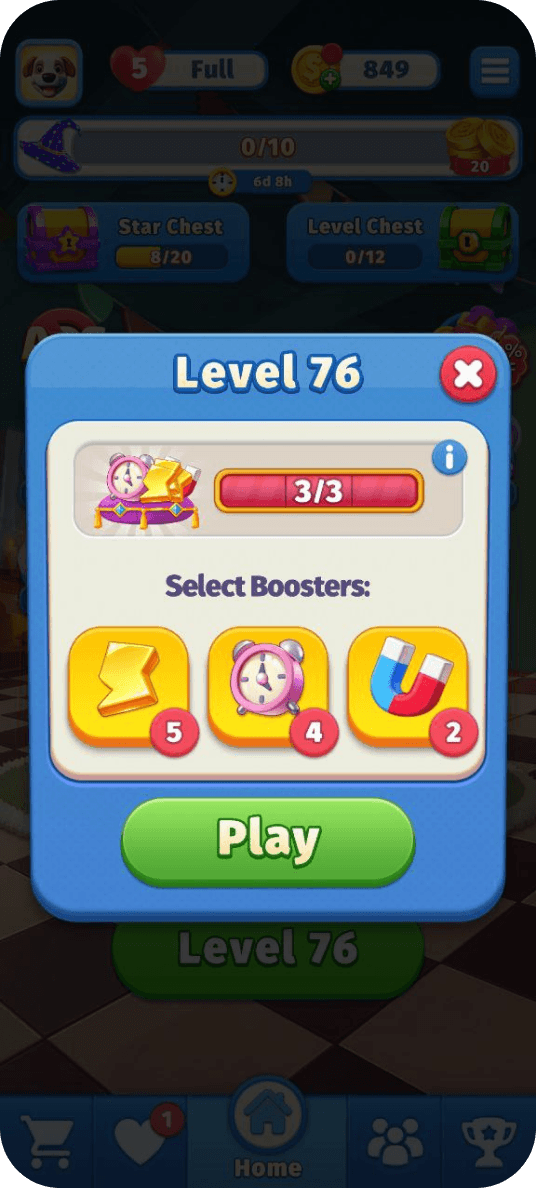 5 Full 849
0/10
20
6d 8h
Star Chest
8/20
Level Chest
0/12
Level 76
3/3
Select Boosters:
5 4 2
Play
Level 76
1
Home